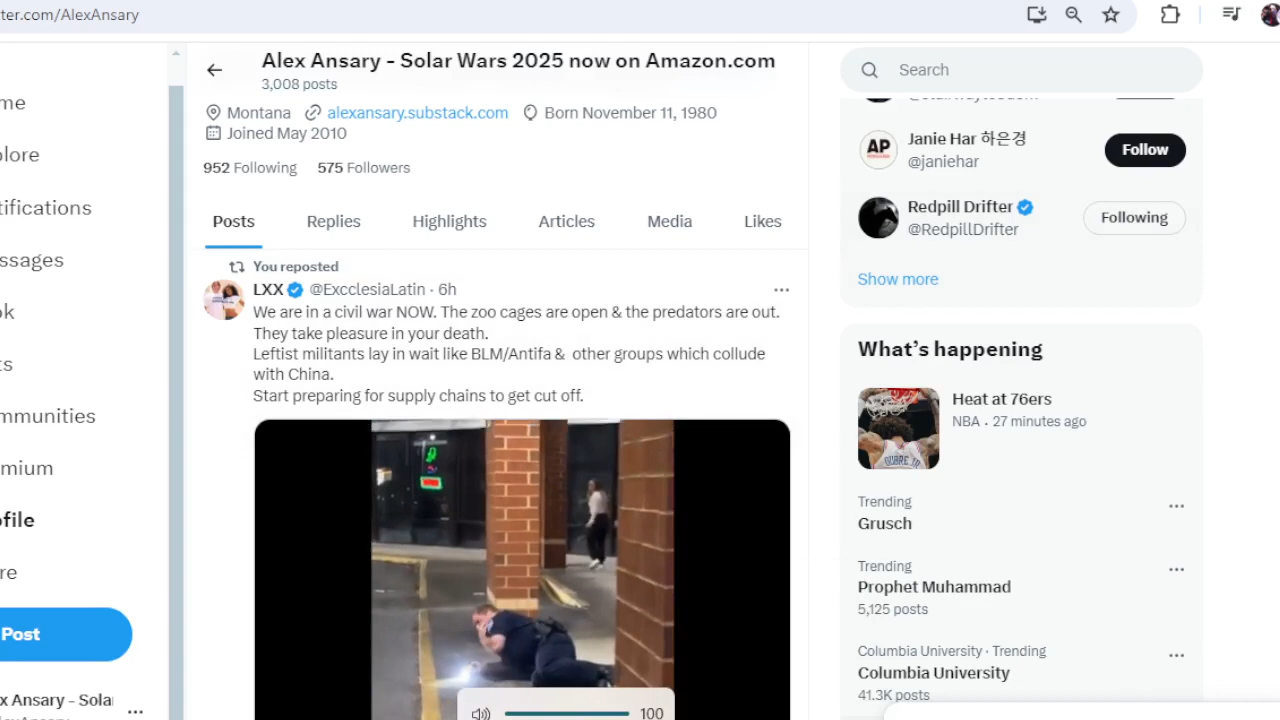 ter.com/AlexAnsary
Alex Ansary - Solar Wars 2025 now on Amazon.com
3,008 posts
Montana alexansary.substack.com Born November 11, 1980
Joined May 2010
952 Following 575 Followers
Posts Replies Highlights Articles Media Likes
You reposted
LXX @ExcclesiaLatin · 6h
We are in a civil war NOW. The zoo cages are open & the predators are out.
They take pleasure in your death.
Leftist militants lay in wait like BLM/Antifa & other groups which collude
with China.
Start preparing for supply chains to get cut off.
100
me
lore
tifications
ssages
k
ts
mmunities
mium
ofile
re
Post
x Ansary - Sola
Search
AP
Janie Har 하은경
@janiehar
Follow
Redpill Drifter
@RedpillDrifter
Following
Show more
What's happening
Heat at 76ers
NBA · 27 minutes ago
Trending
Grusch
Trending
Prophet Muhammad
5,125 posts
Columbia University · Trending
Columbia University
41.3K posts